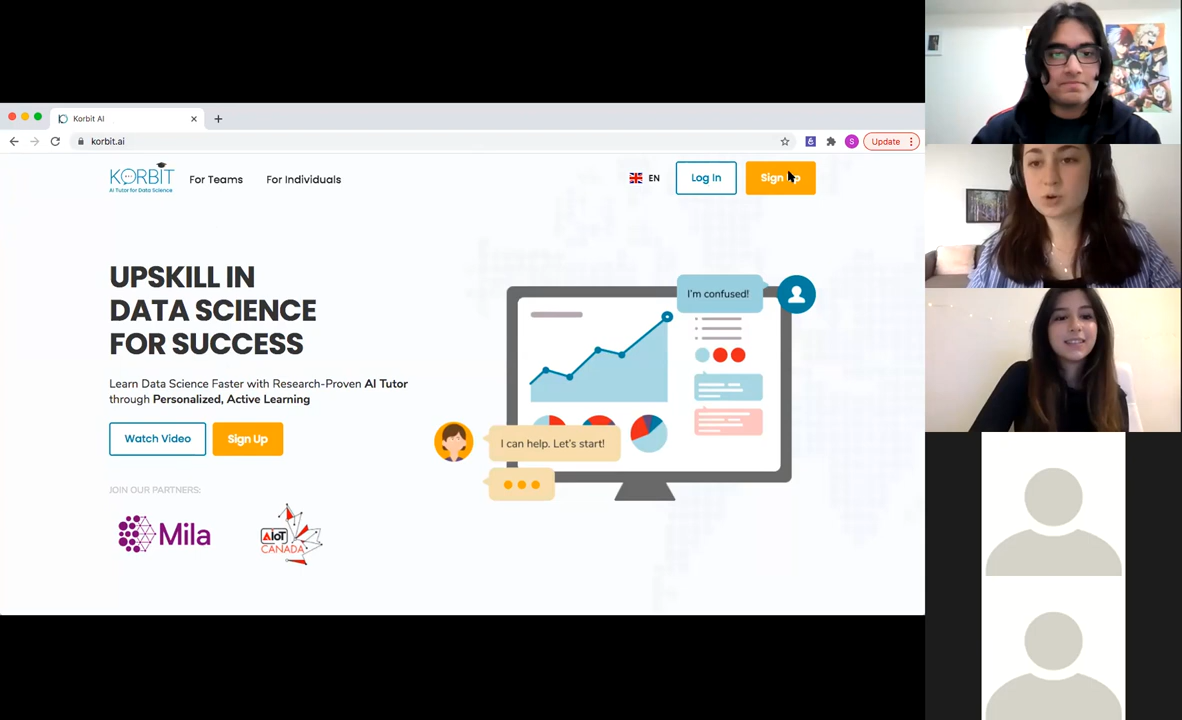 Korbit AI
korbit.ai
Update
S
KORBIT
AI Tutor for Data Science
For Teams
For Individuals
EN
Log In
Sign
UPSKILL IN
DATA SCIENCE
FOR SUCCESS
Learn Data Science Faster with Research-Proven AI Tutor
through Personalized, Active Learning
Watch Video
Sign Up
JOIN OUR PARTNERS:
Mila
AIoT
CANADA
I'm confused!
I can help. Let's start!